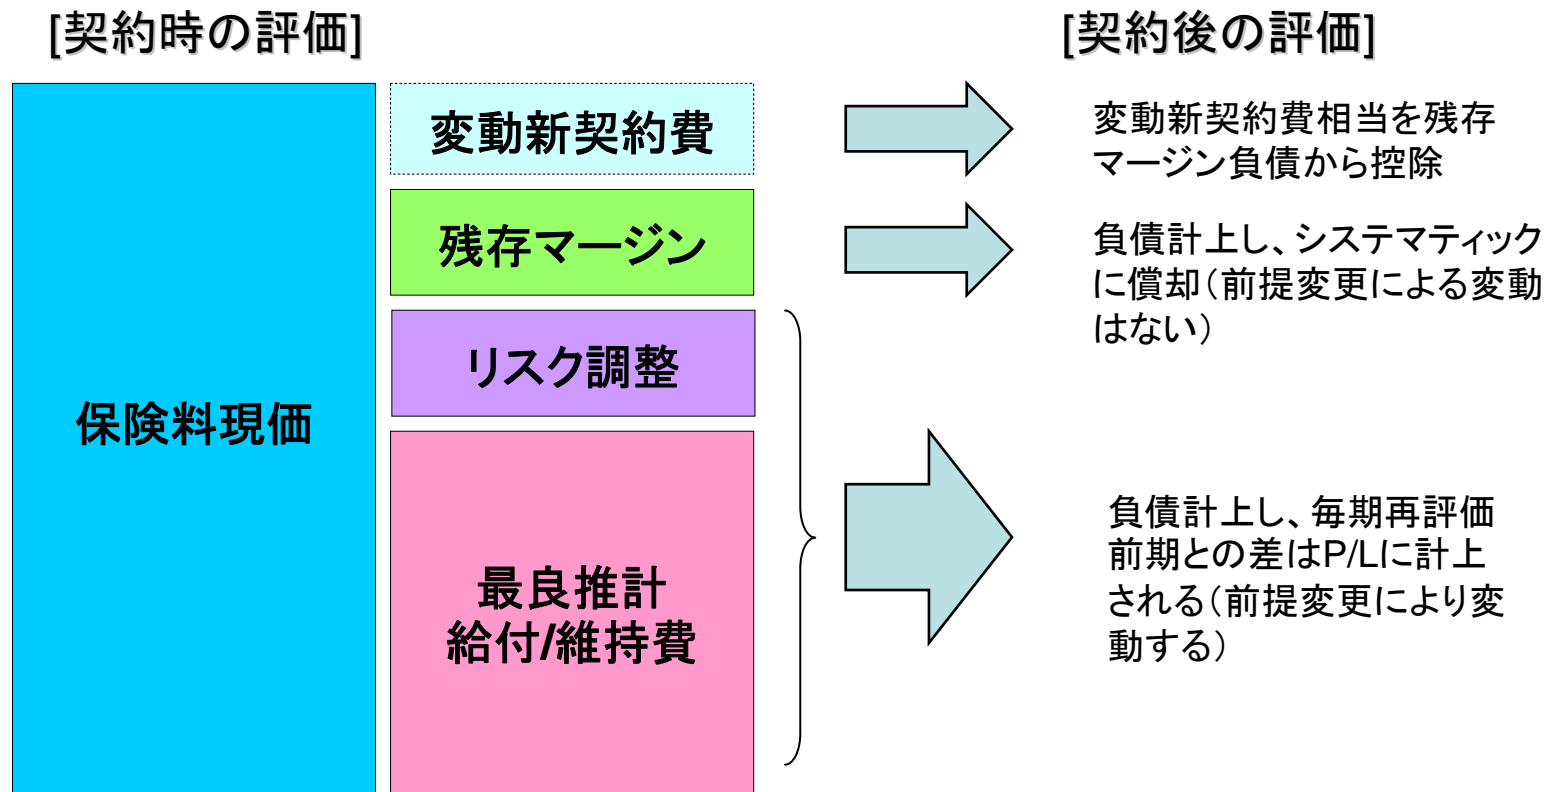 [契約時の評価]
[契約後の評価]
保険料現価
変動新契約費
変動新契約費相当を残存
マージン負債から控除
残存マージン
負債計上し、システマティック
に償却（前提変更による変動
はない）
リスク調整
最良推計
給付/維持費
負債計上し、毎期再評価
前期との差はP/Lに計上
される（前提変更により変
動する）